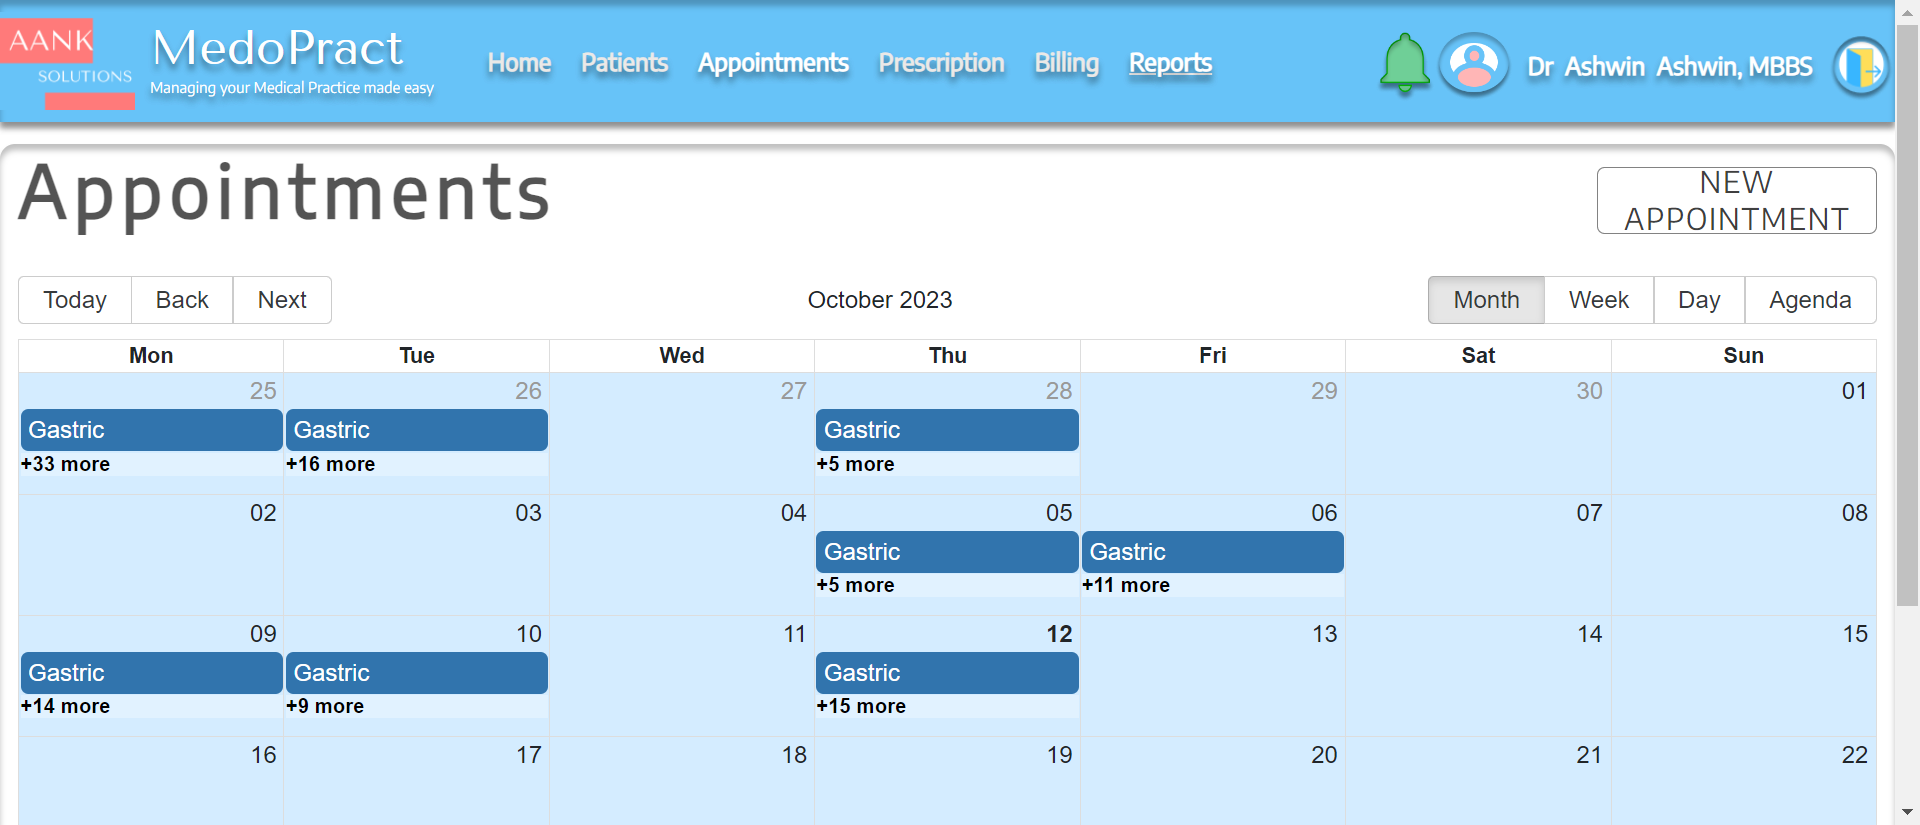 AANK
SOLUTIONS
MedoPract
Managing your Medical Practice made easy
Home Patients Appointments Prescription Billing Reports
Dr Ashwin Ashwin, MBBS
Appointments
NEW
APPOINTMENT
Today Back Next
October 2023
Month Week Day Agenda
Mon Tue Wed Thu Fri Sat Sun
25 26 27 28 29 30 01
Gastric Gastric Gastric
+33 more +16 more +5 more
02 03 04 05 06 07 08
Gastric Gastric
+5 more +11 more
09 10 11 12 13 14 15
Gastric Gastric Gastric
+14 more +9 more +15 more
16 17 18 19 20 21 22